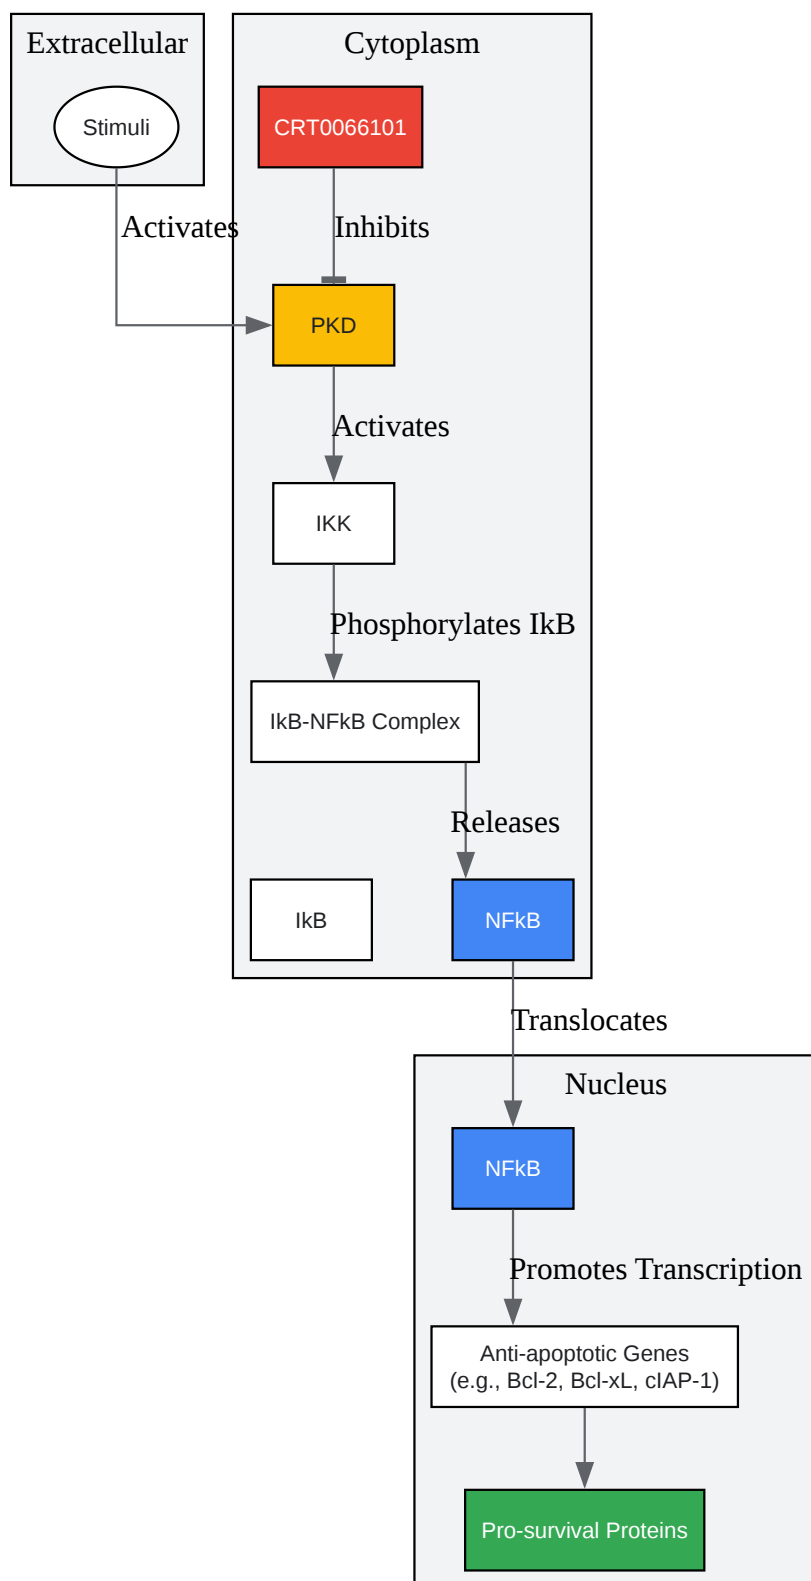 Extracellular
Cytoplasm
Stimuli
CRT0066101
Activates
Inhibits
PKD
Activates
IKK
Phosphorylates IkB
IkB-NFkB Complex
Releases
IkB
NFkB
Translocates
Nucleus
NFkB
Promotes Transcription
Anti-apoptotic Genes
(e.g., Bcl-2, Bcl-xL, cIAP-1)
Pro-survival Proteins